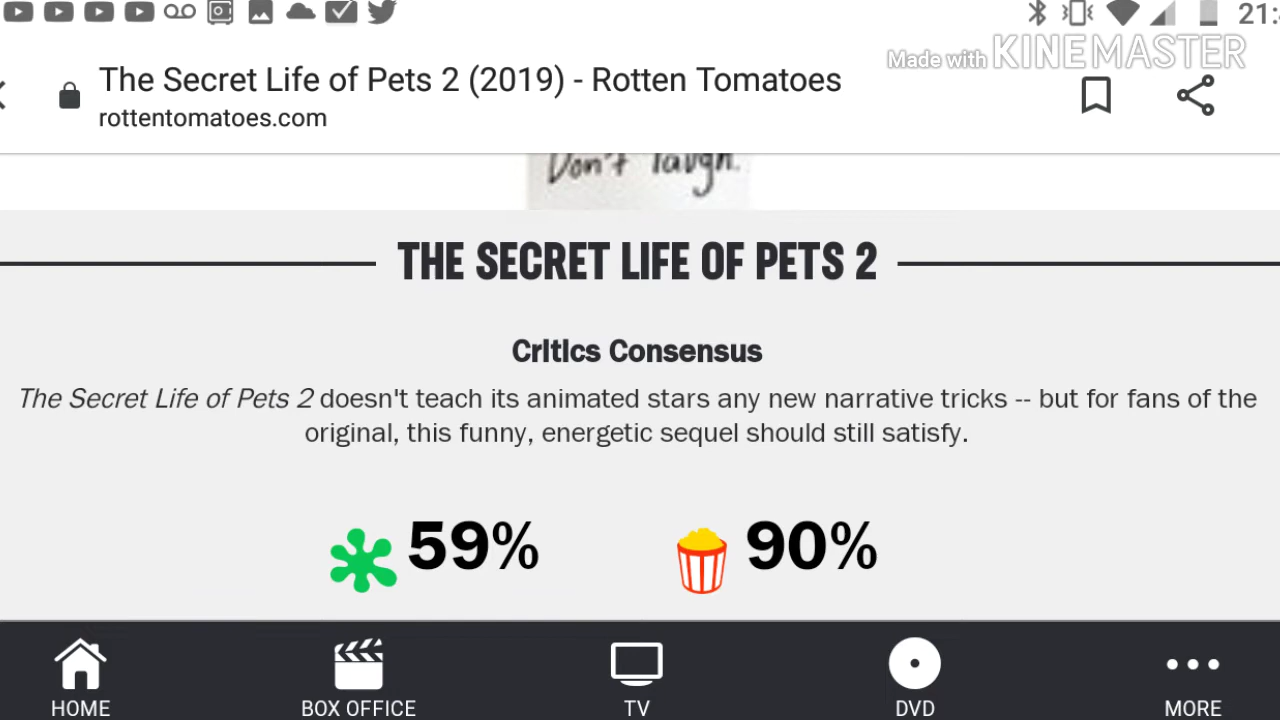 21:
Made with KINEMASTER
The Secret Life of Pets 2 (2019) - Rotten Tomatoes
rottentomatoes.com
Don't laugh.
THE SECRET LIFE OF PETS 2
Critics Consensus
The Secret Life of Pets 2 doesn't teach its animated stars any new narrative tricks -- but for fans of the
original, this funny, energetic sequel should still satisfy.
59% 90%
HOME BOX OFFICE TV DVD MORE